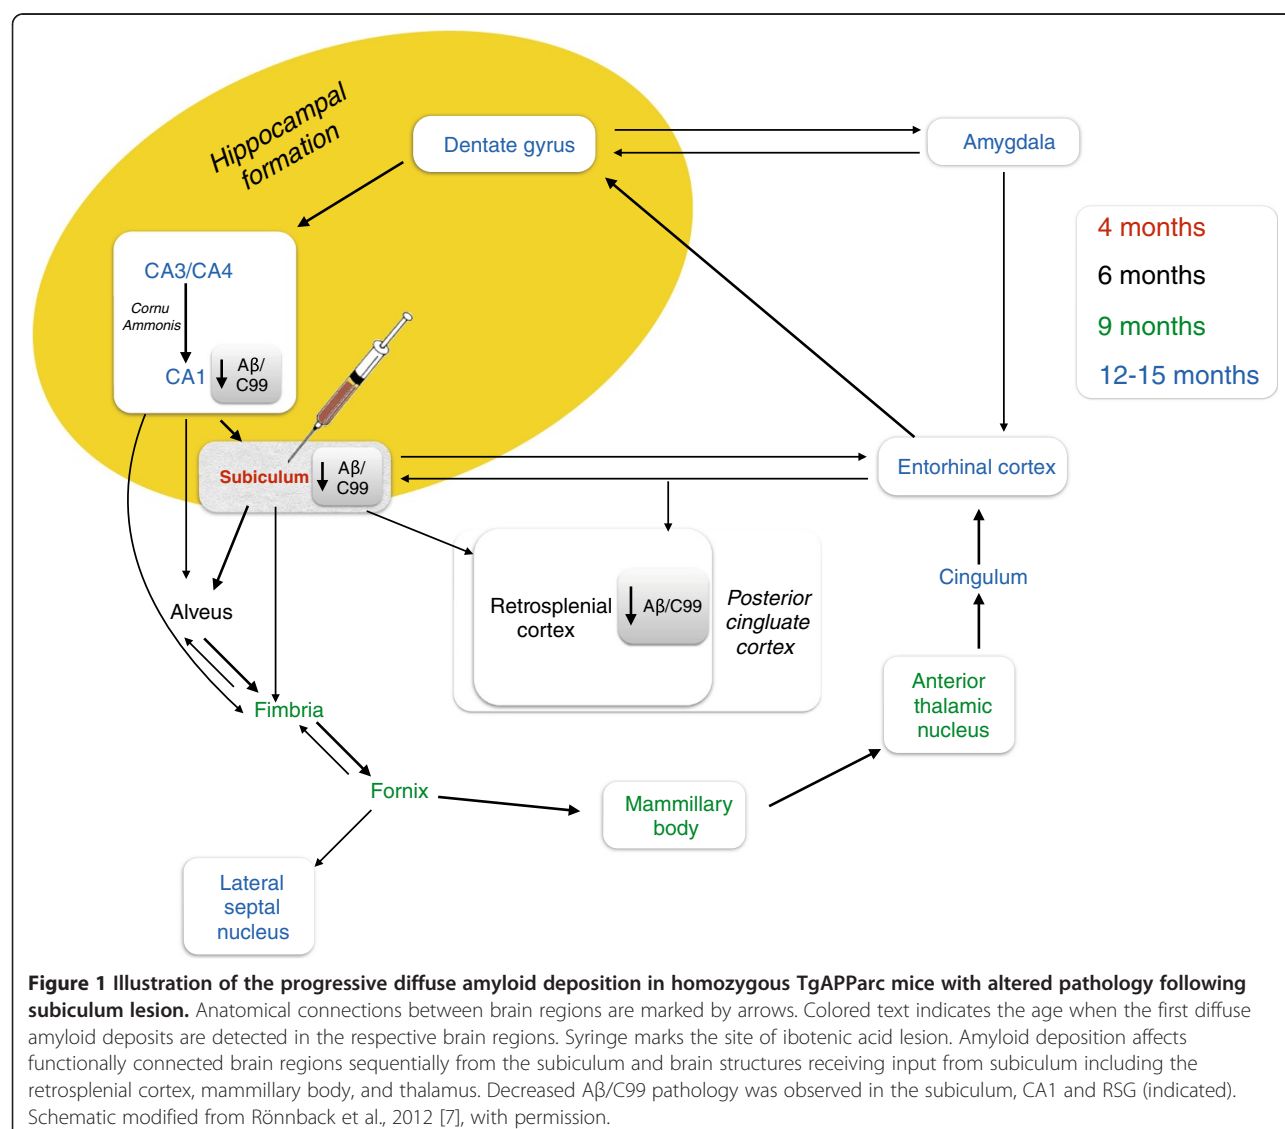 Hippocampal
formation
Dentate gyrus
Amygdala
4 months
6 months
9 months
12-15 months
CA3/CA4
Cornu
Ammonis
CA1
Aβ/
C99
Subiculum
Aβ/
C99
Entorhinal cortex
Cingulum
Alveus
Retrosplenial
cortex
Aβ/C99
Posterior
cingluate
cortex
Anterior
thalamic
nucleus
Fimbria
Fornix
Mammillary
body
Lateral
septal
nucleus
Figure 1 Illustration of the progressive diffuse amyloid deposition in homozygous TgAPParc mice with altered pathology following
subiculum lesion. Anatomical connections between brain regions are marked by arrows. Colored text indicates the age when the first diffuse
amyloid deposits are detected in the respective brain regions. Syringe marks the site of ibotenic acid lesion. Amyloid deposition affects
functionally connected brain regions sequentially from the subiculum and brain structures receiving input from subiculum including the
retrosplenial cortex, mammillary body, and thalamus. Decreased Aβ/C99 pathology was observed in the subiculum, CA1 and RSG (indicated).
Schematic modified from Rönnback et al., 2012 [7], with permission.